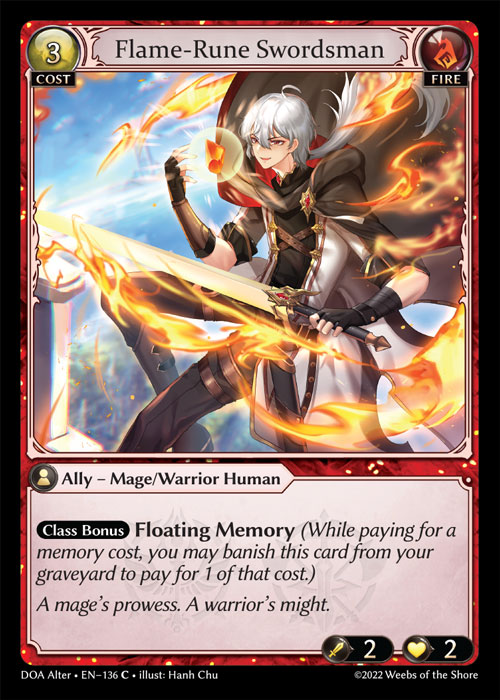 3 Flame-Rune Swordsman
COST FIRE
Ally – Mage/Warrior Human
Class Bonus Floating Memory (While paying for a
memory cost, you may banish this card from your
graveyard to pay for 1 of that cost.)
A mage's prowess. A warrior's might.
2 2
DOA Alter • EN–136 C • illust: Hanh Chu ©2022 Weebs of the Shore